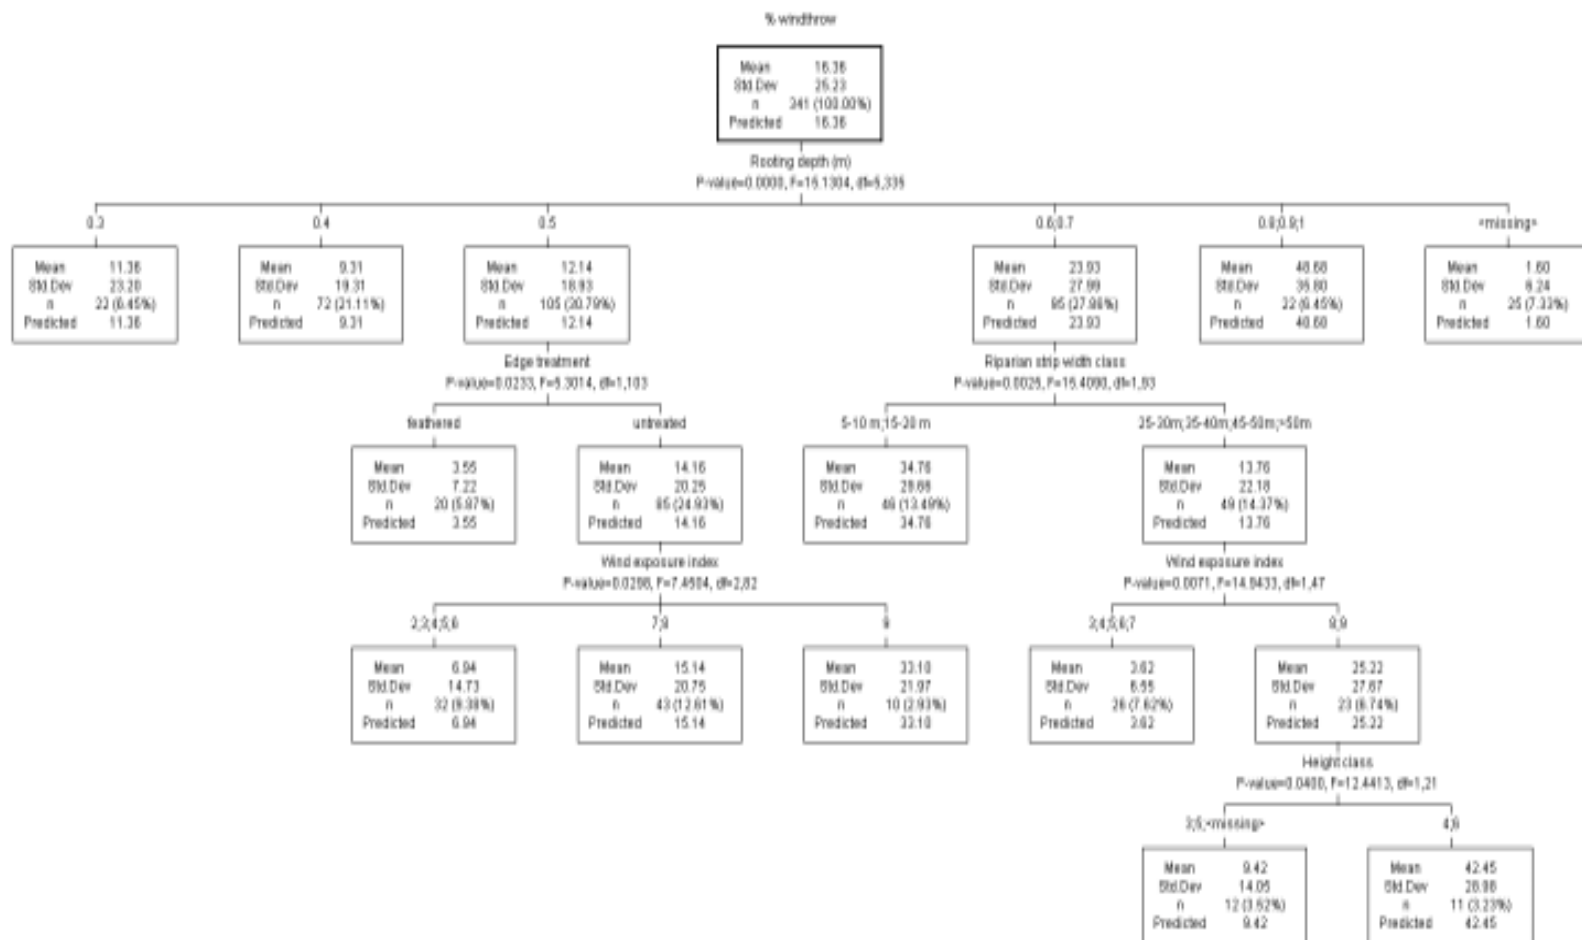 % windthrow
Mean 16.36
Std.Dev 25.23
n 341 (100.00%)
Predicted 16.36
Rooting depth (m)
P-value=0.0000, F=15.1304, df=5,335
0.3
0.4
0.5
0.6;0.7
0.8;0.9;1
<missing>
Mean 11.36
Std.Dev 23.20
n 22 (6.45%)
Predicted 11.36
Mean 9.31
Std.Dev 19.31
n 72 (21.11%)
Predicted 9.31
Mean 12.14
Std.Dev 18.93
n 105 (30.79%)
Predicted 12.14
Mean 23.93
Std.Dev 27.99
n 95 (27.86%)
Predicted 23.93
Mean
Std.Dev
n 22 (6.45%)
Predicted
Mean 1.60
Std.Dev 6.24
n 25 (7.33%)
Predicted 1.60
Edge treatment
P-value=0.0233, F=5.3014, df=1,103
Riparian strip width class
P-value=0.0025, F=15.4090, df=1,93
feathered
untreated
5-10 m;15-20 m
25-30m;35-40m;45-50m;>50m
Mean 3.55
Std.Dev 7.22
n 20 (5.87%)
Predicted 3.55
Mean 14.16
Std.Dev 20.25
n 85 (24.93%)
Predicted 14.16
Mean 34.76
Std.Dev
n 46 (13.49%)
Predicted 34.76
Mean 13.76
Std.Dev 22.18
n 49 (14.37%)
Predicted 13.76
Wind exposure index
P-value=0.0298, F=7.4504, df=2,82
Wind exposure index
P-value=0.0071, F=14.9433, df=1,47
2;3;4;5;6
7;8
9
3;4;5;6;7
8;9
Mean 6.94
Std.Dev 14.73
n 32 (9.38%)
Predicted 6.94
Mean 15.14
Std.Dev 20.75
n 43 (12.61%)
Predicted 15.14
Mean 33.10
Std.Dev 21.97
n 10 (2.93%)
Predicted 33.10
Mean 3.62
Std.Dev 6.55
n 26 (7.62%)
Predicted 3.62
Mean 25.22
Std.Dev 27.67
n 23 (6.74%)
Predicted 25.22
Height class
P-value=0.0400, F=12.4413, df=1,21
3;5;<missing>
4;6
Mean 9.42
Std.Dev 14.05
n 12 (3.52%)
Predicted 9.42
Mean 42.45
Std.Dev 28.98
n 11 (3.23%)
Predicted 42.45